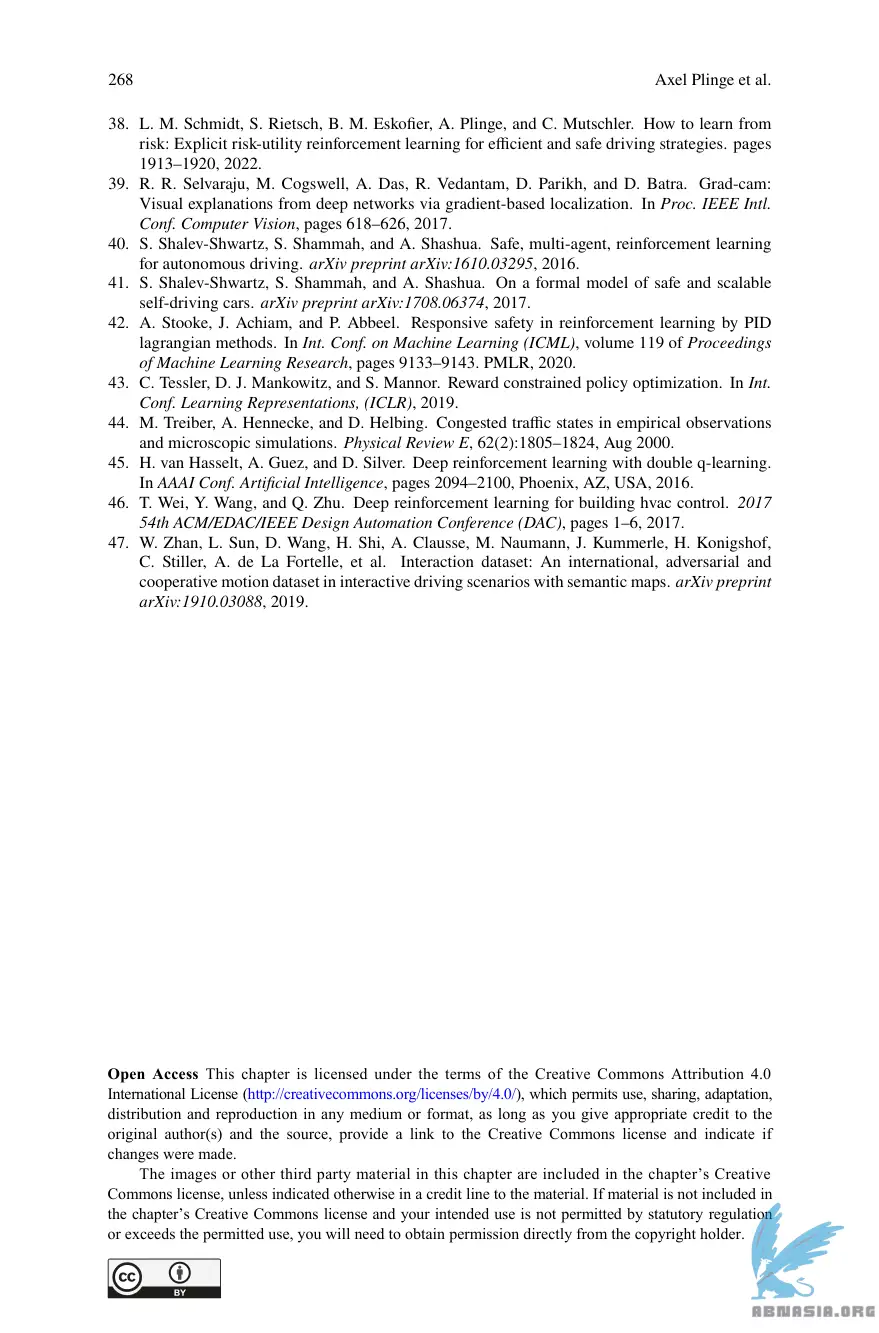 268 Axel Plinge et al.
38. L. M. Schmidt, S. Rietsch, B. M. Eskofier, A. Plinge, and C. Mutschler. How to learn from
risk: Explicit risk-utility reinforcement learning for efficient and safe driving strategies. pages
1913–1920, 2022.
39. R. R. Selvaraju, M. Cogswell, A. Das, R. Vedantam, D. Parikh, and D. Batra. Grad-cam:
Visual explanations from deep networks via gradient-based localization. In Proc. IEEE Intl.
Conf. Computer Vision, pages 618–626, 2017.
40. S. Shalev-Shwartz, S. Shammah, and A. Shashua. Safe, multi-agent, reinforcement learning
for autonomous driving. arXiv preprint arXiv:1610.03295, 2016.
41. S. Shalev-Shwartz, S. Shammah, and A. Shashua. On a formal model of safe and scalable
self-driving cars. arXiv preprint arXiv:1708.06374, 2017.
42. A. Stooke, J. Achiam, and P. Abbeel. Responsive safety in reinforcement learning by PID
lagrangian methods. In Int. Conf. on Machine Learning (ICML), volume 119 of Proceedings
of Machine Learning Research, pages 9133–9143. PMLR, 2020.
43. C. Tessler, D. J. Mankowitz, and S. Mannor. Reward constrained policy optimization. In Int.
Conf. Learning Representations, (ICLR), 2019.
44. M. Treiber, A. Hennecke, and D. Helbing. Congested traffic states in empirical observations
and microscopic simulations. Physical Review E, 62(2):1805–1824, Aug 2000.
45. H. van Hasselt, A. Guez, and D. Silver. Deep reinforcement learning with double q-learning.
In AAAI Conf. Artificial Intelligence, pages 2094–2100, Phoenix, AZ, USA, 2016.
46. T. Wei, Y. Wang, and Q. Zhu. Deep reinforcement learning for building hvac control. 2017
54th ACM/EDAC/IEEE Design Automation Conference (DAC), pages 1–6, 2017.
47. W. Zhan, L. Sun, D. Wang, H. Shi, A. Clausse, M. Naumann, J. Kummerle, H. Konigshof,
C. Stiller, A. de La Fortelle, et al. Interaction dataset: An international, adversarial and
cooperative motion dataset in interactive driving scenarios with semantic maps. arXiv preprint
arXiv:1910.03088, 2019.
Open Access This chapter is licensed under the terms of the Creative Commons Attribution 4.0
International License (http://creativecommons.org/licenses/by/4.0/), which permits use, sharing, adaptation,
distribution and reproduction in any medium or format, as long as you give appropriate credit to the
original author(s) and the source, provide a link to the Creative Commons license and indicate if
changes were made.
The images or other third party material in this chapter are included in the chapter’s Creative
Commons license, unless indicated otherwise in a credit line to the material. If material is not included in
the chapter’s Creative Commons license and your intended use is not permitted by statutory regulation
or exceeds the permitted use, you will need to obtain permission directly from the copyright holder.
cc
BY
ABNASIA.ORG